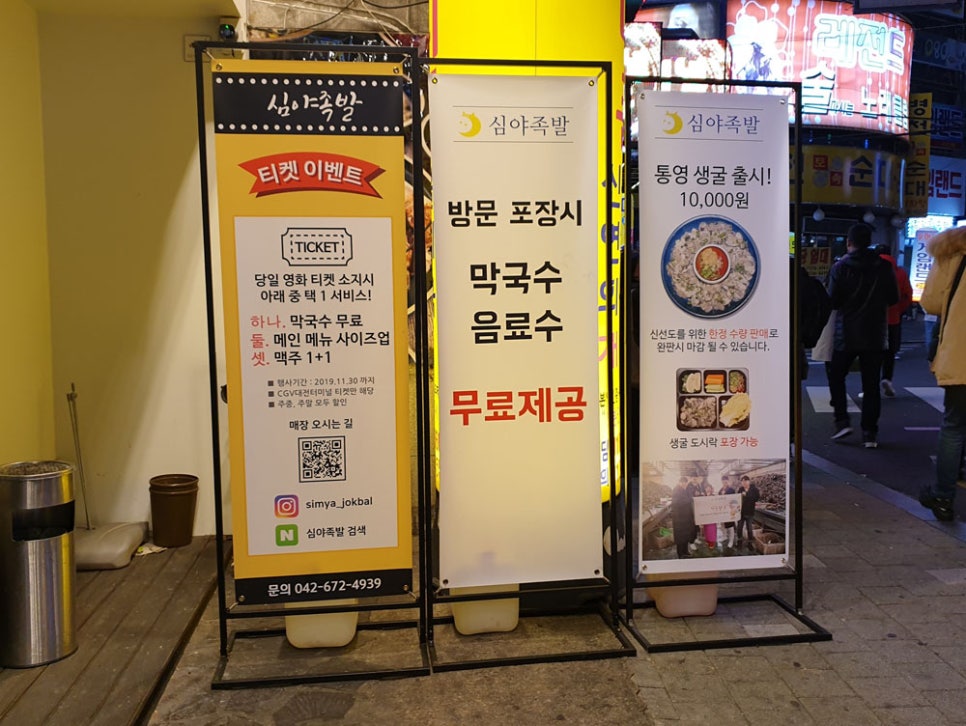 심야족발
티켓 이벤트
TICKET
당일 영화 티켓 소지시
아래 중 택 1 서비스!
하나. 막국수 무료
둘. 메인 메뉴 사이즈업
셋. 맥주 1+1
■ 행사기간 : 2019.11.30 까지
■ CGV대전터미널 티켓만 해당
■ 주중, 주말 모두 할인
매장 오시는 길
simya_jokbal
N 심야족발 검색
문의 042-672-4939
심야족발
방문 포장시
막국수
음료수
무료제공
심야족발
통영 생굴 출시!
10,000원
신선도를 위한 한정 수량 판매로
완판시 마감 될 수 있습니다.
생굴 도시락 포장 가능
레전드
술 노래
순대